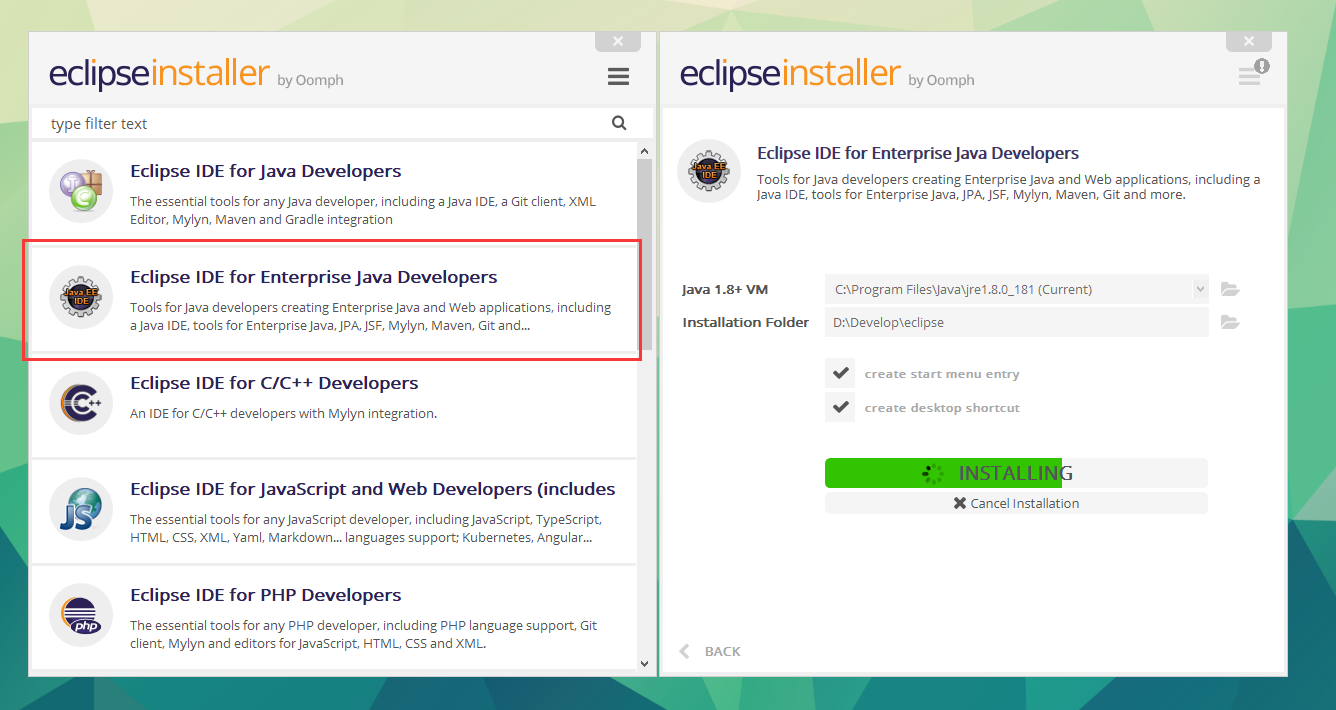 eclipseinstaller by Oomph
type filter text
Eclipse IDE for Java Developers
The essential tools for any Java developer, including a Java IDE, a Git client, XML
Editor, Mylyn, Maven and Gradle integration
Java EE
IDE
Eclipse IDE for Enterprise Java Developers
Tools for Java developers creating Enterprise Java and Web applications, including
a Java IDE, tools for Enterprise Java, JPA, JSF, Mylyn, Maven, Git and...
C++
Eclipse IDE for C/C++ Developers
An IDE for C/C++ developers with Mylyn integration.
JS
Eclipse IDE for JavaScript and Web Developers (includes
The essential tools for any JavaScript developer, including JavaScript, TypeScript,
HTML, CSS, XML, Yaml, Markdown... languages support; Kubernetes, Angular...
php
Eclipse IDE for PHP Developers
The essential tools for any PHP developer, including PHP language support, Git
client, Mylyn and editors for JavaScript, HTML, CSS and XML.
eclipseinstaller by Oomph
Java EE
IDE
Eclipse IDE for Enterprise Java Developers
Tools for Java developers creating Enterprise Java and Web applications, including a
Java IDE, tools for Enterprise Java, JPA, JSF, Mylyn, Maven, Git and more.
Java 1.8+ VM C:\Program Files\Java\jre1.8.0_181 (Current)
Installation Folder D:\Develop\eclipse
create start menu entry
create desktop shortcut
INSTALLING
Cancel Installation
BACK